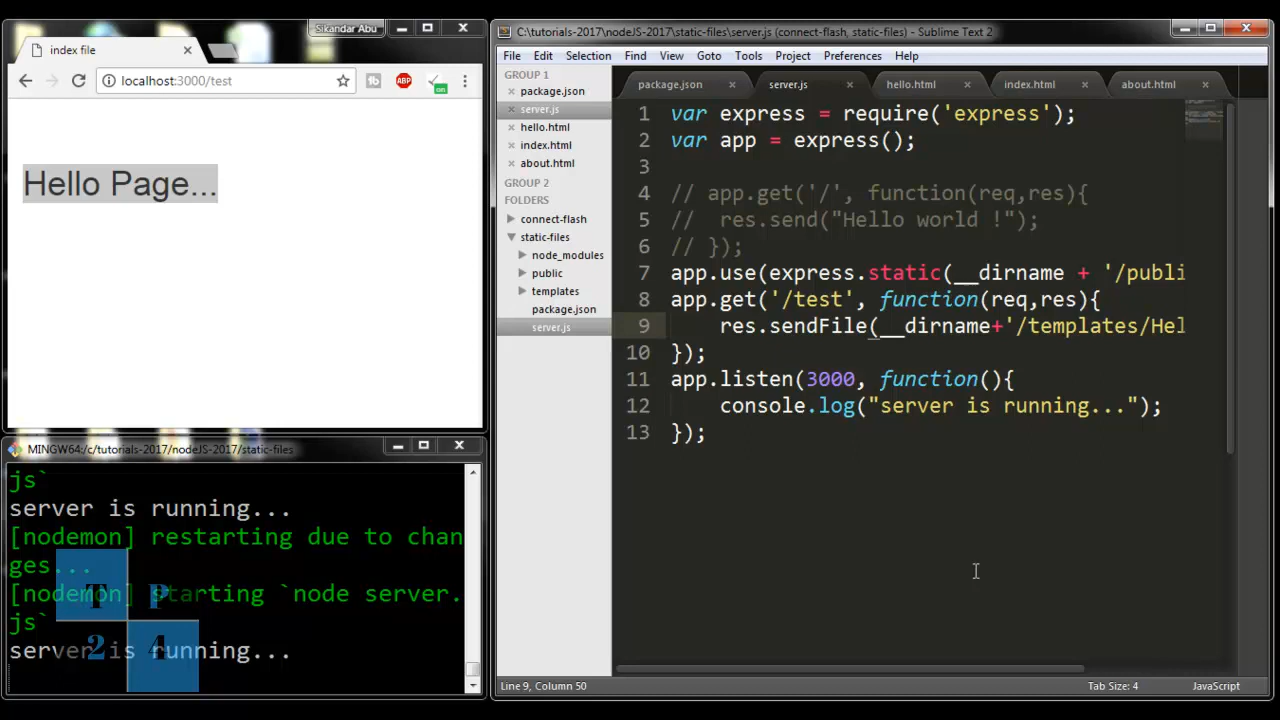 Sikandar Abu
index file
localhost:3000/test
ABP
on
Hello Page...
C:\tutorials-2017\nodeJS-2017\static-files\server.js (connect-flash, static-files) - Sublime Text 2
File Edit Selection Find View Goto Tools Project Preferences Help
GROUP 1
package.json
server.js
hello.html
index.html
about.html
GROUP 2
FOLDERS
connect-flash
static-files
node_modules
public
templates
package.json
server.js
package.json server.js hello.html index.html about.html
1 var express = require('express');
2 var app = express();
3
4 // app.get('/', function(req,res){
5 //  res.send("Hello world !");
6 // });
7 app.use(express.static(__dirname + '/publi
8 app.get('/test', function(req,res){
9     res.sendFile(__dirname+'/templates/Hel
10 });
11 app.listen(3000, function(){
12     console.log("server is running...");
13 });
Line 9, Column 50 Tab Size: 4 JavaScript
MINGW64:/c/tutorials-2017/nodeJS-2017/static-files
js`
server is running...
[nodemon] restarting due to chan
ges...
[nodemon] starting `node server.
js`
server is running...
T P
2 4